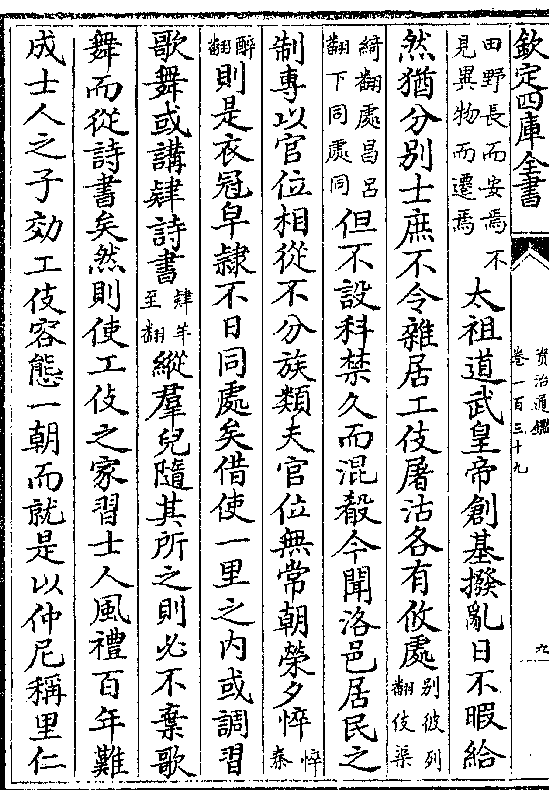 欽定四庫全書
資治通鑑
卷一百三十九
九
田野長而安焉不
見異物而遷焉
太祖道武皇帝創基撥亂日不暇給
然猶分別士庶不令雜居工伎屠沽各有攸處
別彼列
翻伎渠
綺翻處昌呂
翻下同處同
但不設科禁久而混殽今聞洛邑居民之
制專以官位相從不分族類夫官位無常朝榮夕悴
悴
秦
醉
翻
則是衣冠皁隸不日同處矣借使一里之內或調習
歌舞或講肄詩書
肄羊
至翻
縱羣兒隨其所之則必不棄歌
舞而從詩書矣然則使工伎之家習士人風禮百年難
成士人之子効工伎容態一朝而就是以仲尼稱里仁